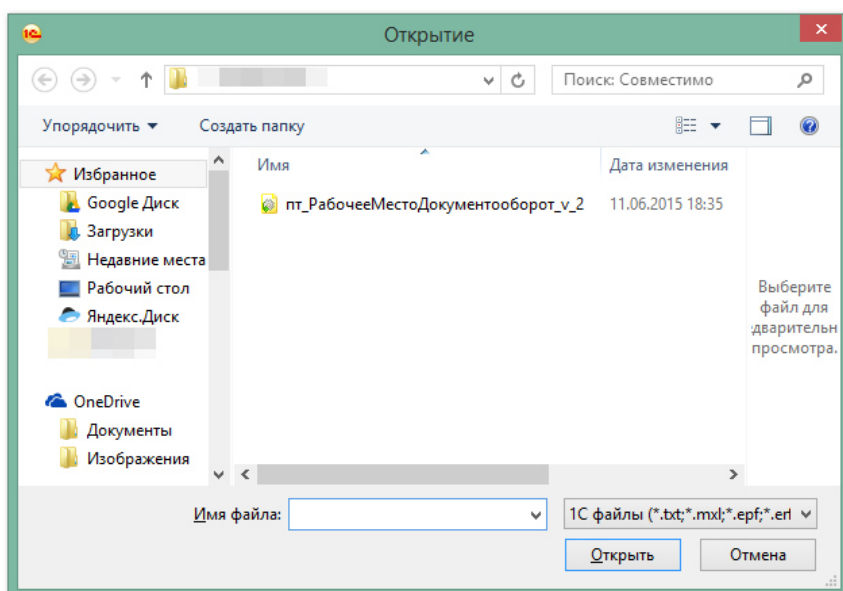 1С Открытие
Поиск: Совместимо
Упорядочить Создать папку
Избранное
Google Диск
Загрузки
Недавние места
Рабочий стол
Яндекс.Диск
OneDrive
Документы
Изображения
Имя Дата изменения
пт_РабочееМестоДокументооборот_v_2 11.06.2015 18:35
Выберите
файл для
дварительн
просмотра.
Имя файла: 1С файлы (*.txt;*.mxl;*.epf;*.erf
Открыть Отмена